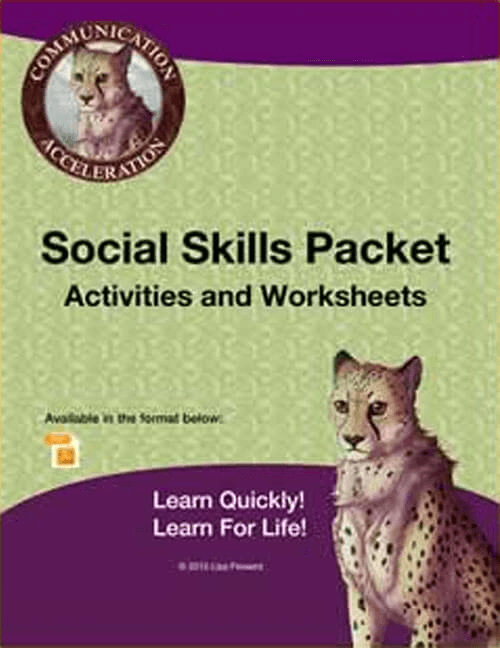 COMMUNICATION
ACCELERATION
Social Skills Packet
Activities and Worksheets
Available in the format below:
Learn Quickly!
Learn For Life!